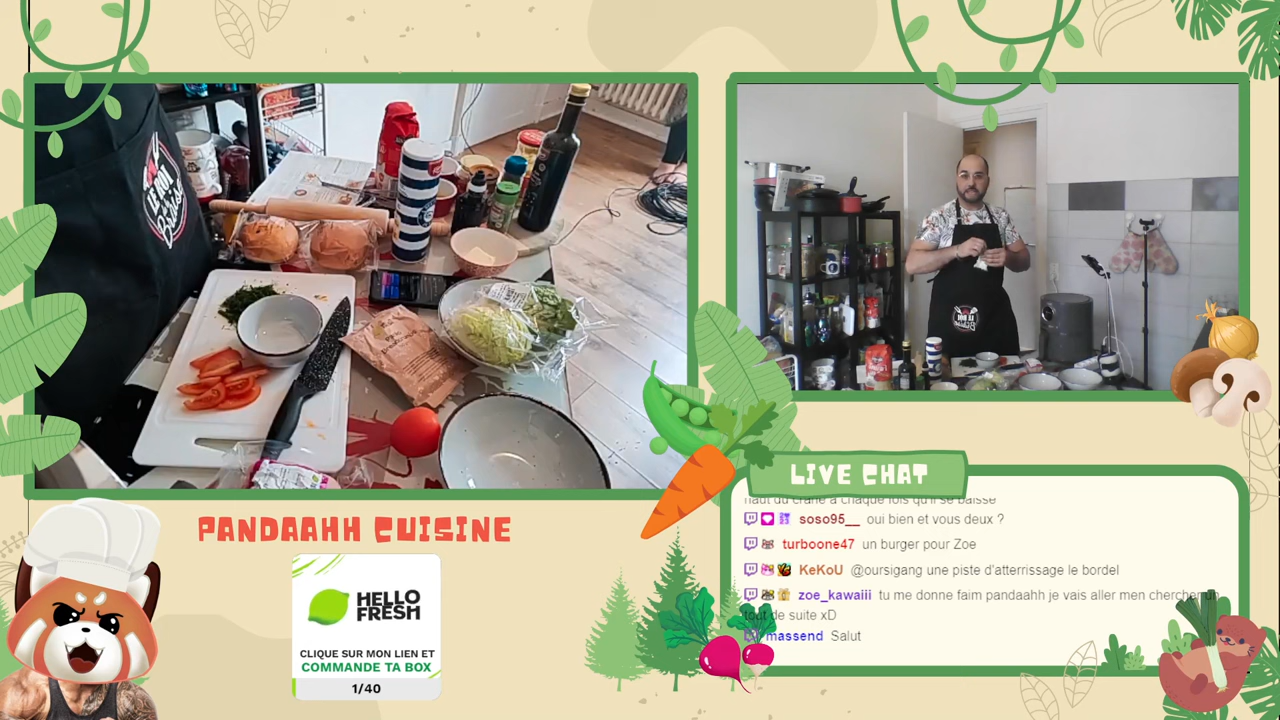 LE ROI
LIVE CHAT
haut du crane a chaque fois qu'il se baisse
soso95__ oui bien et vous deux ?
turboone47 un burger pour Zoe
KeKoU @oursigang une piste d'atterrissage le bordel
zoe_kawaiii tu me donne faim pandaahh je vais aller men chercher un
tout de suite xD
massend Salut
PANDAAHH CUISINE
HELLO
FRESH
CLIQUE SUR MON LIEN ET
COMMANDE TA BOX
1/40